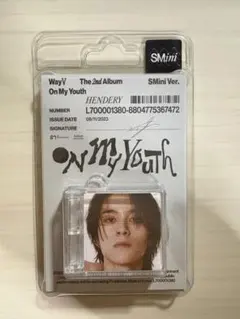 SMini
WayV The 2nd Album SMini Ver.
On My Youth
HENDERY
NUMBER L700001380-8804775367472
ISSUE DATE 09/11/2023
SIGNATURE
On My Youth